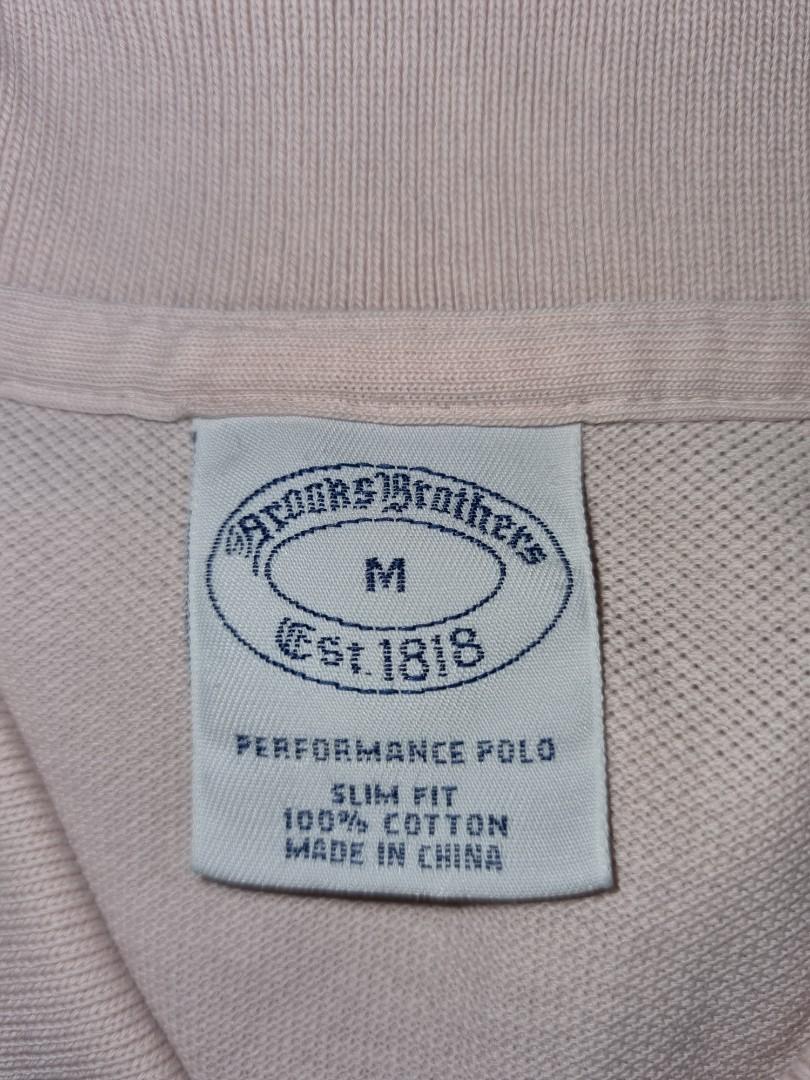 Brooks Brothers
M
Est. 1818
PERFORMANCE POLO
SLIM FIT
100% COTTON
MADE IN CHINA